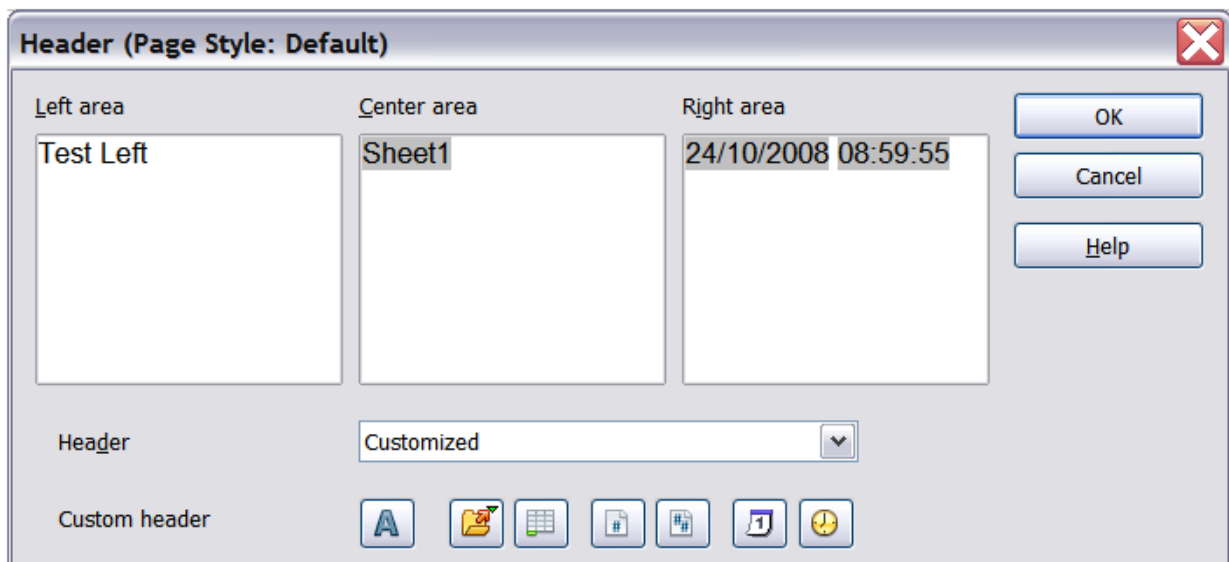 Header (Page Style: Default)
Left area
Center area
Right area
OK
Test Left
Sheet1
24/10/2008 08:59:55
Cancel
Help
Header
Customized
Custom header